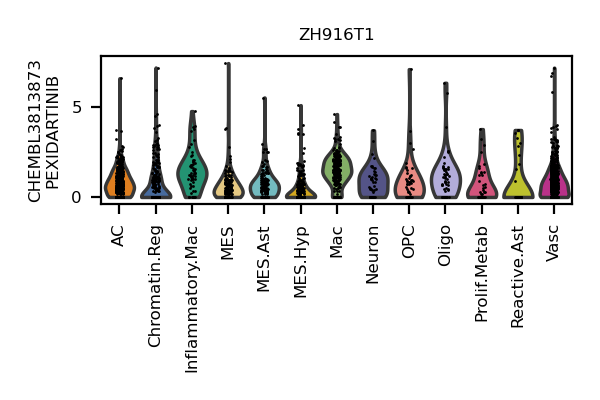 ZH916T1
CHEMBL3813873
PEXIDARTINIB
5
0
AC
Chromatin.Reg
Inflammatory.Mac
MES
MES.Ast
MES.Hyp
Mac
Neuron
OPC
Oligo
Prolif.Metab
Reactive.Ast
Vasc